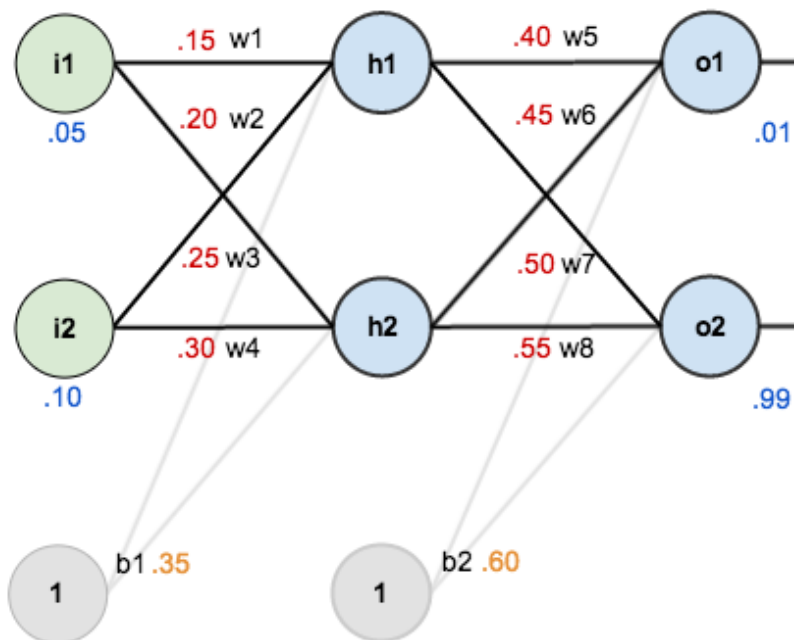 .15 w1
i1
h1
.40 w5
o1
.20 w2
.45 w6
.05
.01
.25 w3
.50 w7
i2
h2
o2
.30 w4
.55 w8
.10
.99
b1 .35
b2 .60
1
1